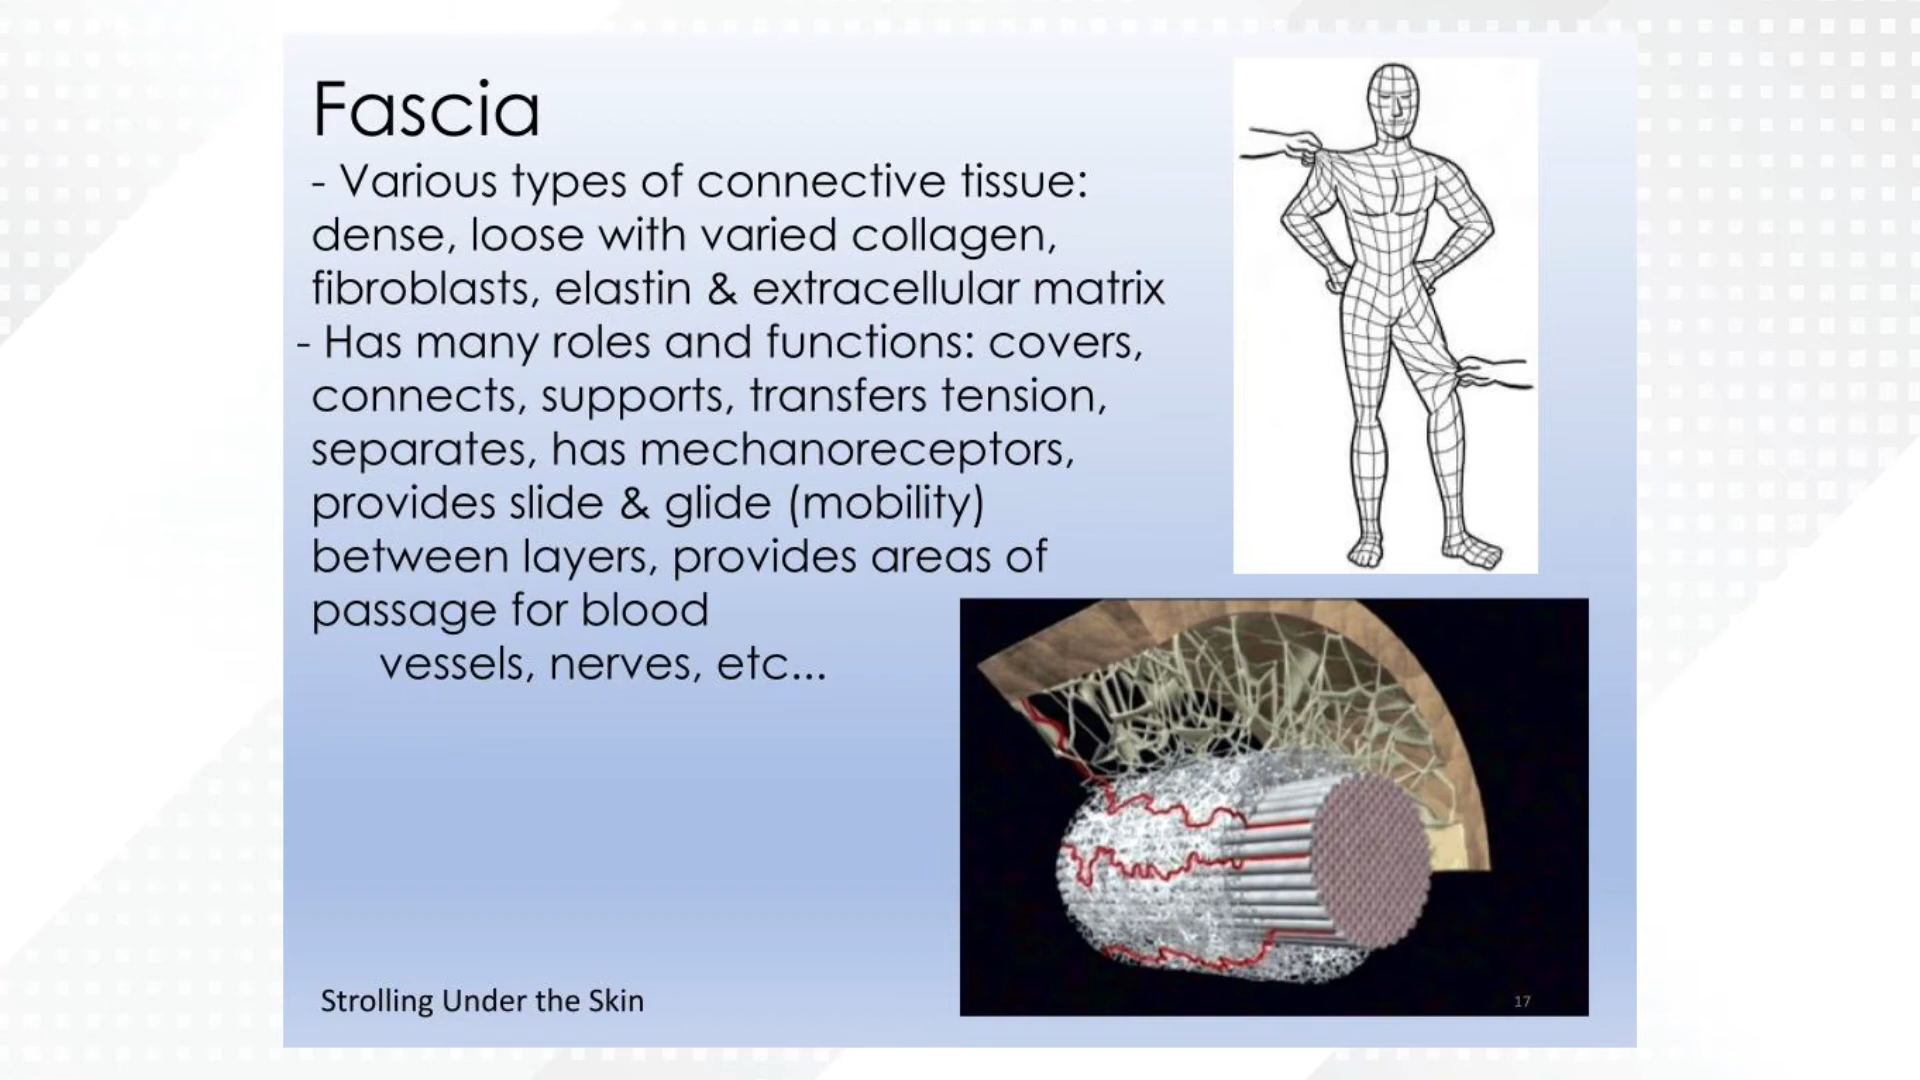 Fascia
- Various types of connective tissue:
dense, loose with varied collagen,
fibroblasts, elastin & extracellular matrix
- Has many roles and functions: covers,
connects, supports, transfers tension,
separates, has mechanoreceptors,
provides slide & glide (mobility)
between layers, provides areas of
passage for blood
vessels, nerves, etc...
Strolling Under the Skin
17